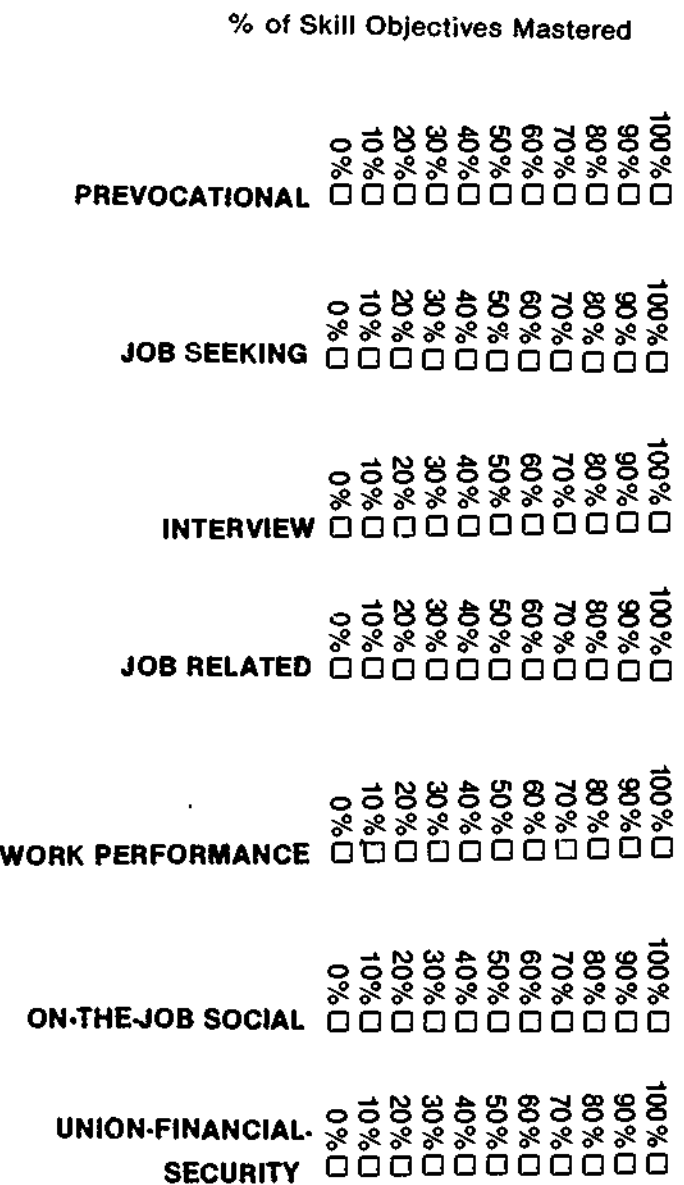 % of Skill Objectives Mastered
0% 10% 20% 30% 40% 50% 60% 70% 80% 90% 100%
PREVOCATIONAL □ □ □ □ □ □ □ □ □ □ □
0% 10% 20% 30% 40% 50% 60% 70% 80% 90% 100%
JOB SEEKING □ □ □ □ □ □ □ □ □ □ □
0% 10% 20% 30% 40% 50% 60% 70% 80% 90% 100%
INTERVIEW □ □ □ □ □ □ □ □ □ □ □
0% 10% 20% 30% 40% 50% 60% 70% 80% 90% 100%
JOB RELATED □ □ □ □ □ □ □ □ □ □ □
0% 10% 20% 30% 40% 50% 60% 70% 80% 90% 100%
WORK PERFORMANCE □ □ □ □ □ □ □ □ □ □ □
0% 10% 20% 30% 40% 50% 60% 70% 80% 90% 100%
ON-THE-JOB SOCIAL □ □ □ □ □ □ □ □ □ □ □
0% 10% 20% 30% 40% 50% 60% 70% 80% 90% 100%
UNION-FINANCIAL-
SECURITY □ □ □ □ □ □ □ □ □ □ □